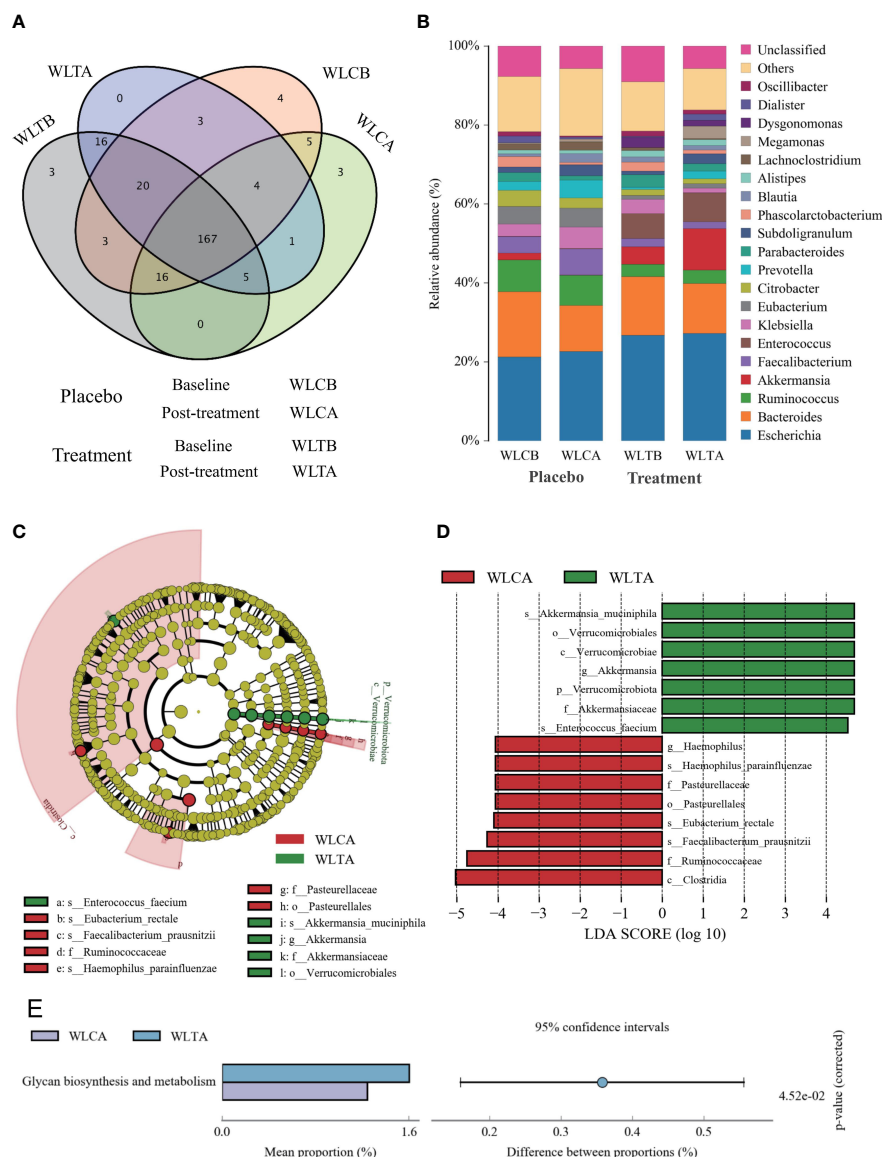 A
WLTA
WLCB
WLTB
WLCA
0
4
3
16
5
3
3
20
4
3
167
1
16
5
0
Placebo
Baseline
WLCB
Post-treatment
WLCA
Treatment
Baseline
WLTB
Post-treatment
WLTA
B
Relative abundance (%)
100%
80%
60%
40%
20%
0%
WLCB
WLCA
WLTB
WLTA
Placebo
Treatment
Unclassified
Others
Oscillibacter
Dialister
Dysgonomonas
Megamonas
Lachnoclostridium
Alistipes
Blautia
Phascolarctobacterium
Subdoligranulum
Parabacteroides
Prevotella
Citrobacter
Eubacterium
Klebsiella
Enterococcus
Faecalibacterium
Akkermansia
Ruminococcus
Bacteroides
Escherichia
C
p_Verrucomicrobiota
c_Verrucomicrobiae
c_Clostridia
d
WLCA
WLTA
a: s__Enterococcus_faecium
b: s__Eubacterium_rectale
c: s__Faecalibacterium_prausnitzii
d: f__Ruminococcaceae
e: s__Haemophilus_parainfluenzae
g: f__Pasteurellaceae
h: o__Pasteurellales
i: s__Akkermansia_muciniphila
j: g__Akkermansia
k: f__Akkermansiaceae
l: o__Verrucomicrobiales
D
WLCA
WLTA
s__Akkermansia_muciniphila
o__Verrucomicrobiales
c__Verrucomicrobiae
g__Akkermansia
p__Verrucomicrobiota
f__Akkermansiaceae
s__Enterococcus_faecium
g__Haemophilus
s__Haemophilus_parainfluenzae
f__Pasteurellaceae
o__Pasteurellales
s__Eubacterium_rectale
s__Faecalibacterium_prausnitzii
f__Ruminococcaceae
c__Clostridia
−5 −4 −3 −2 −1 0 1 2 3 4
LDA SCORE (log 10)
E
WLCA
WLTA
95% confidence intervals
Glycan biosynthesis and metabolism
4.52e-02
p-value (corrected)
0.0 1.6
Mean proportion (%)
0.2 0.3 0.4 0.5
Difference between proportions (%)